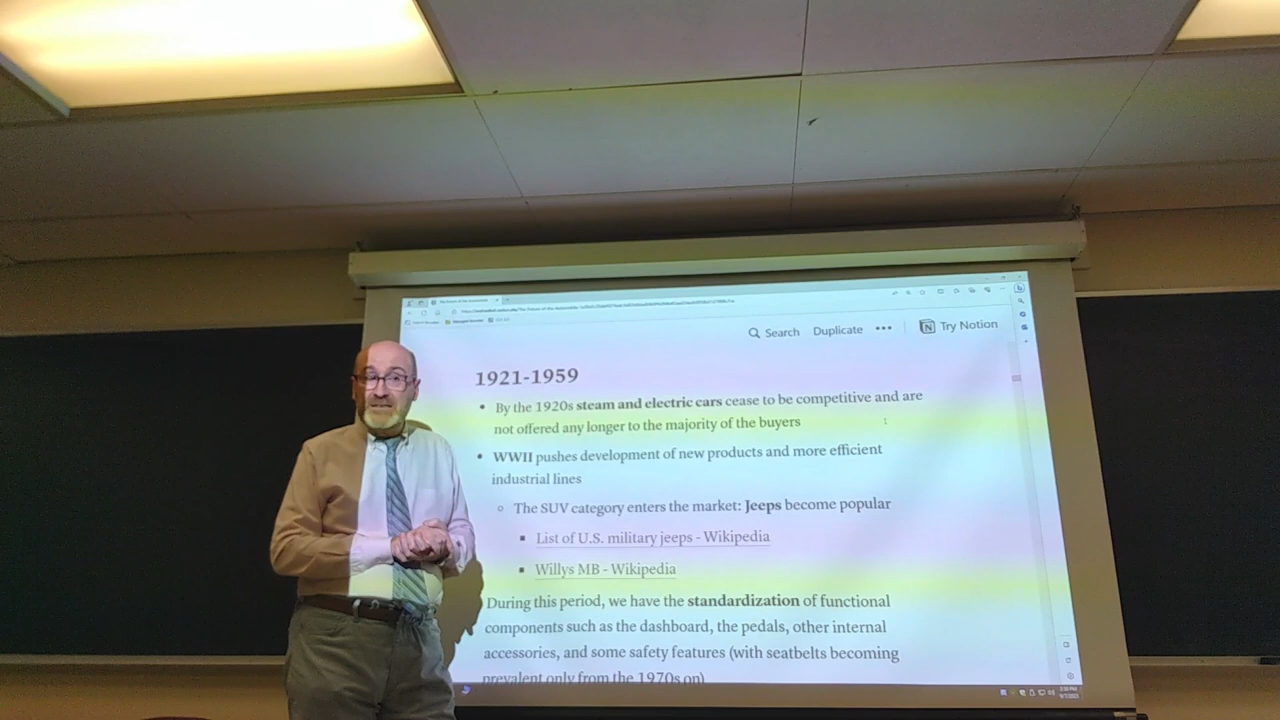 Search Duplicate ••• Try Notion
1921-1959
• By the 1920s steam and electric cars cease to be competitive and are
not offered any longer to the majority of the buyers
• WWII pushes development of new products and more efficient
industrial lines
◦ The SUV category enters the market: Jeeps become popular
▪ List of U.S. military jeeps - Wikipedia
▪ Willys MB - Wikipedia
During this period, we have the standardization of functional
components such as the dashboard, the pedals, other internal
accessories, and some safety features (with seatbelts becoming
prevalent only from the 1970s on)